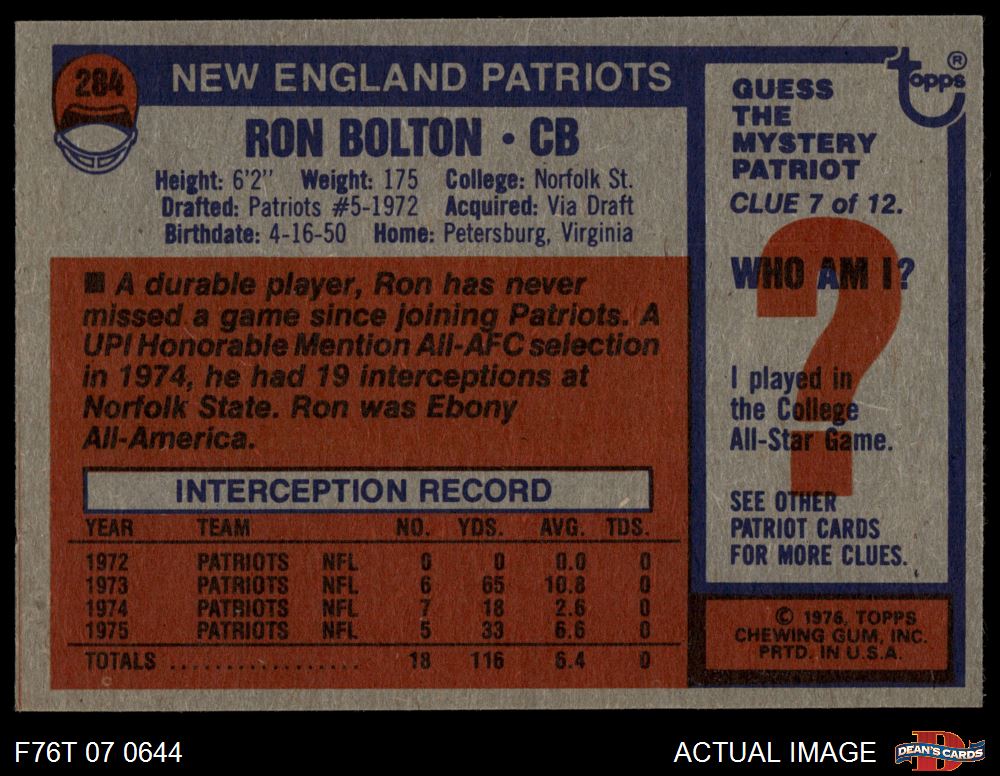 284
NEW ENGLAND PATRIOTS
RON BOLTON • CB
Height: 6'2" Weight: 175 College: Norfolk St.
Drafted: Patriots #5-1972 Acquired: Via Draft
Birthdate: 4-16-50 Home: Petersburg, Virginia
■ A durable player, Ron has never
missed a game since joining Patriots. A
UPI Honorable Mention All-AFC selection
in 1974, he had 19 interceptions at
Norfolk State. Ron was Ebony
All-America.
INTERCEPTION RECORD
YEAR TEAM NO. YDS. AVG. TDS.
1972 PATRIOTS NFL 0 0 0.0 0
1973 PATRIOTS NFL 6 65 10.8 0
1974 PATRIOTS NFL 7 18 2.6 0
1975 PATRIOTS NFL 5 33 6.6 0
TOTALS .................. 18 116 6.4 0
topps ®
GUESS
THE
MYSTERY
PATRIOT
CLUE 7 of 12.
WHO AM I?
?
I played in
the College
All-Star Game.
SEE OTHER
PATRIOT CARDS
FOR MORE CLUES.
© 1976, TOPPS
CHEWING GUM, INC.
PRTD. IN U.S.A.
F76T 07 0644
ACTUAL IMAGE
D
DEAN'S CARDS